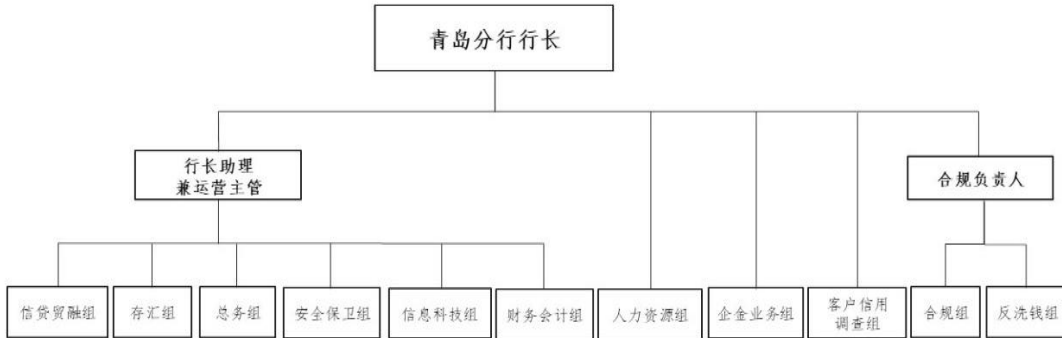 青岛分行行长
行长助理
兼运营主管
合规负责人
信贷贸融组
存汇组
总务组
安全保卫组
信息科技组
财务会计组
人力资源组
企金业务组
客户信用
调查组
合规组
反洗钱组